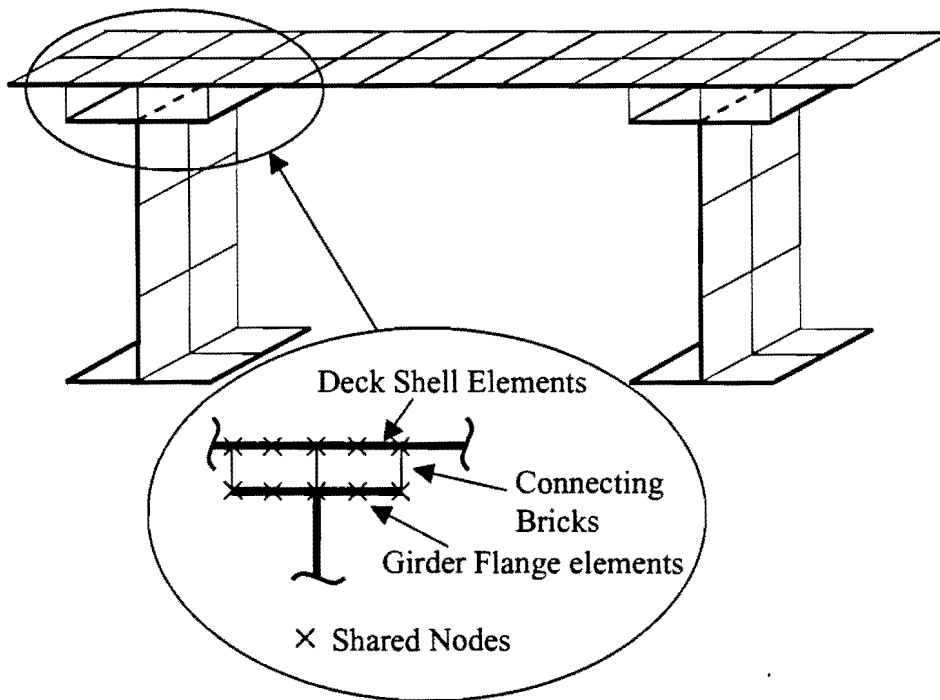 Deck Shell Elements
Connecting
Bricks
Girder Flange elements
× Shared Nodes